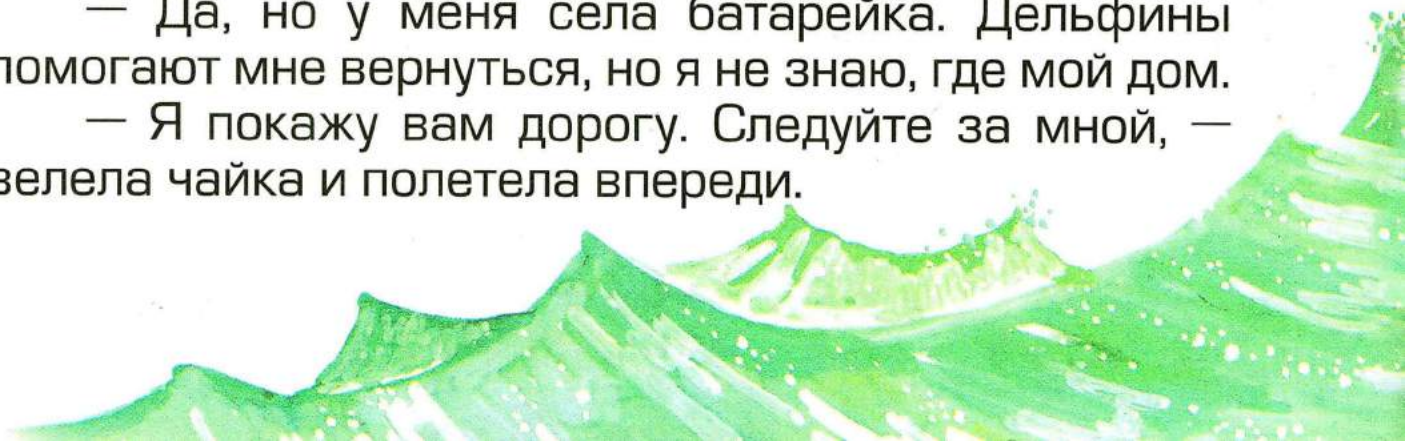 — Да, но у меня села батарейка. Дельфины
помогают мне вернуться, но я не знаю, где мой дом.
— Я покажу вам дорогу. Следуйте за мной, —
велела чайка и полетела впереди.